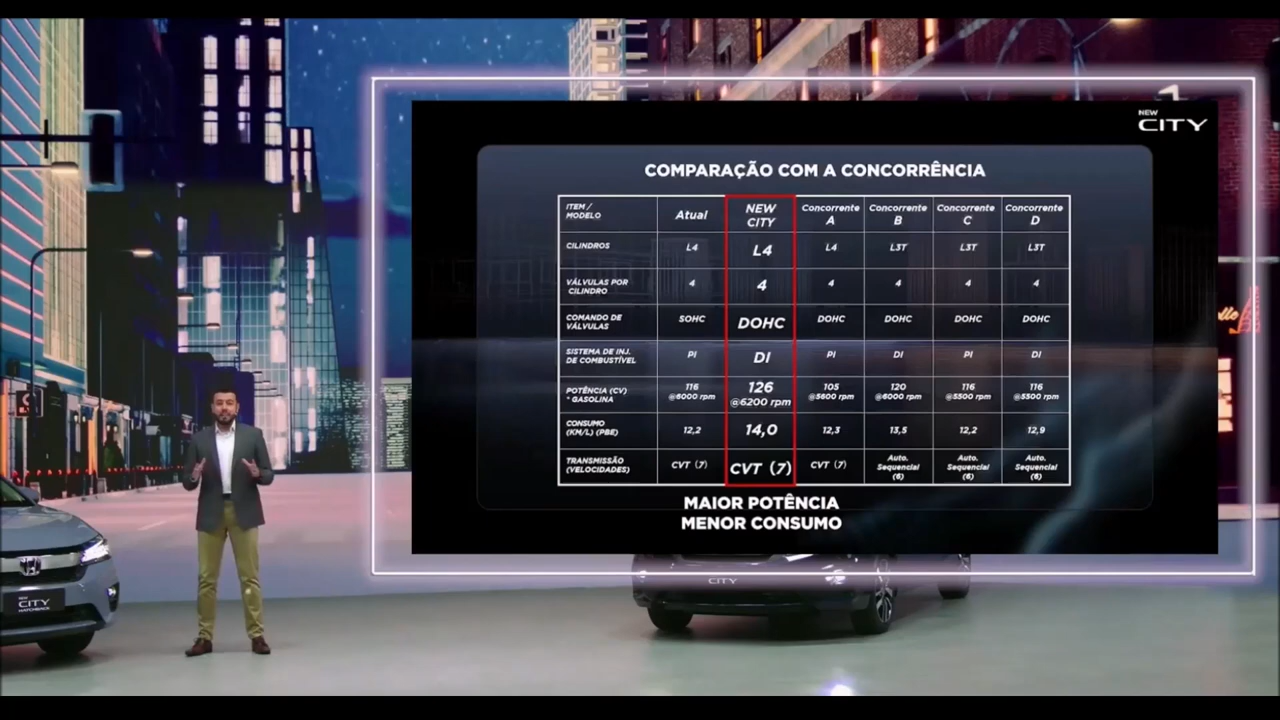 NEW
CITY
COMPARAÇÃO COM A CONCORRÊNCIA
ITEM / MODELO Atual NEW CITY Concorrente A Concorrente B Concorrente C Concorrente D
CILINDROS L4 L4 L4 L3T L3T L3T
VÁLVULAS POR CILINDRO 4 4 4 4 4 4
COMANDO DE VÁLVULAS SOHC DOHC DOHC DOHC DOHC DOHC
SISTEMA DE INJ. DE COMBUSTÍVEL PI DI PI DI PI DI
POTÊNCIA (CV) * GASOLINA 116 @6000 rpm 126 @6200 rpm 105 @5600 rpm 120 @6000 rpm 116 @5500 rpm 116 @5500 rpm
CONSUMO (KM/L) (PBE) 12,2 14,0 12,3 13,5 12,2 12,9
TRANSMISSÃO (VELOCIDADES) CVT (7) CVT (7) CVT (7) Auto. Sequencial (6) Auto. Sequencial (6) Auto. Sequencial (6)
MAIOR POTÊNCIA
MENOR CONSUMO
CITY
NEW
CITY
HATCHBACK